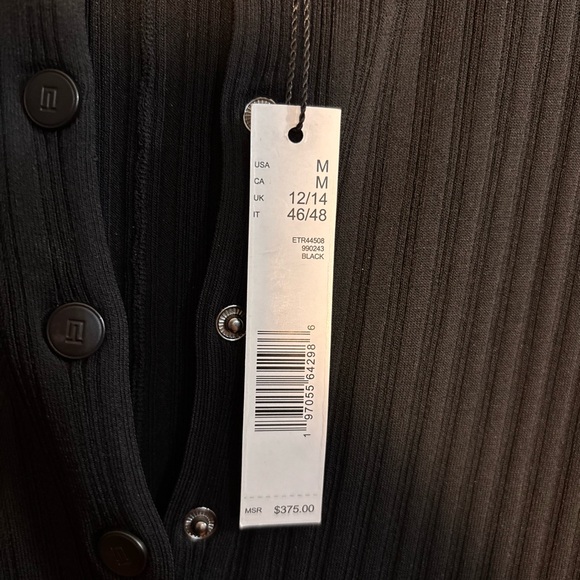 USA M
CA M
UK 12/14
IT 46/48
ETR44508
990243
BLACK
1 97055 64298 6
MSR $375.00